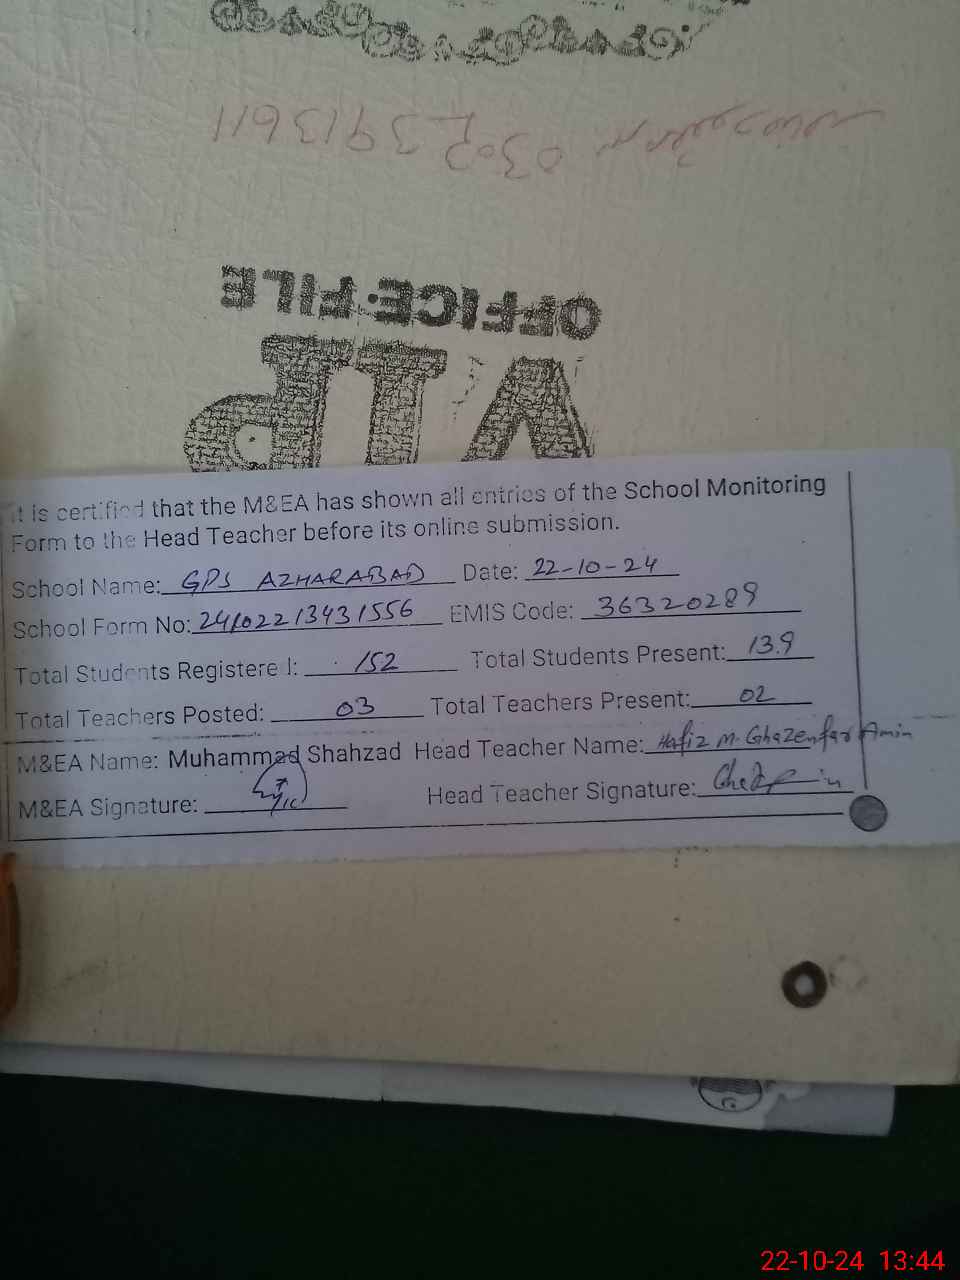 0302 3913611
OFFICE FILE
VIP
it is certified that the M&EA has shown all entries of the School Monitoring
Form to the Head Teacher before its online submission.
School Name: GPS AZHARABAD Date: 22-10-24
School Form No: 24102213431556 EMIS Code: 36320289
Total Students Registered: 152 Total Students Present: 139
Total Teachers Posted: 03 Total Teachers Present: 02
M&EA Name: Muhammad Shahzad Head Teacher Name: Hafiz M. Ghazenfar Amin
M&EA Signature: Head Teacher Signature:
22-10-24 13:44